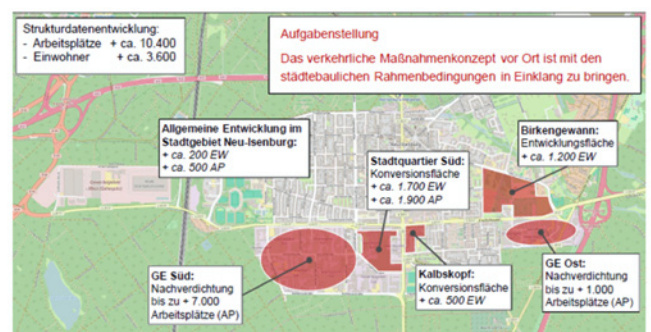 Strukturdatenentwicklung:
- Arbeitsplätze + ca. 10.400
- Einwohner + ca. 3.600
Aufgabenstellung
Das verkehrliche Maßnahmenkonzept vor Ort ist mit den
städtebaulichen Rahmenbedingungen in Einklang zu bringen.
Allgemeine Entwicklung im
Stadtgebiet Neu-Isenburg:
+ ca. 200 EW
+ ca. 500 AP
Stadtquartier Süd:
Konversionsfläche
+ ca. 1.700 EW
+ ca. 1.900 AP
Birkengewann:
Entwicklungsfläche
+ ca. 1.200 EW
GE Süd:
Nachverdichtung
bis zu + 7.000
Arbeitsplätze (AP)
Kalbskopf:
Konversionsfläche
+ ca. 500 EW
GE Ost:
Nachverdichtung
bis zu + 1.000
Arbeitsplätze (AP)